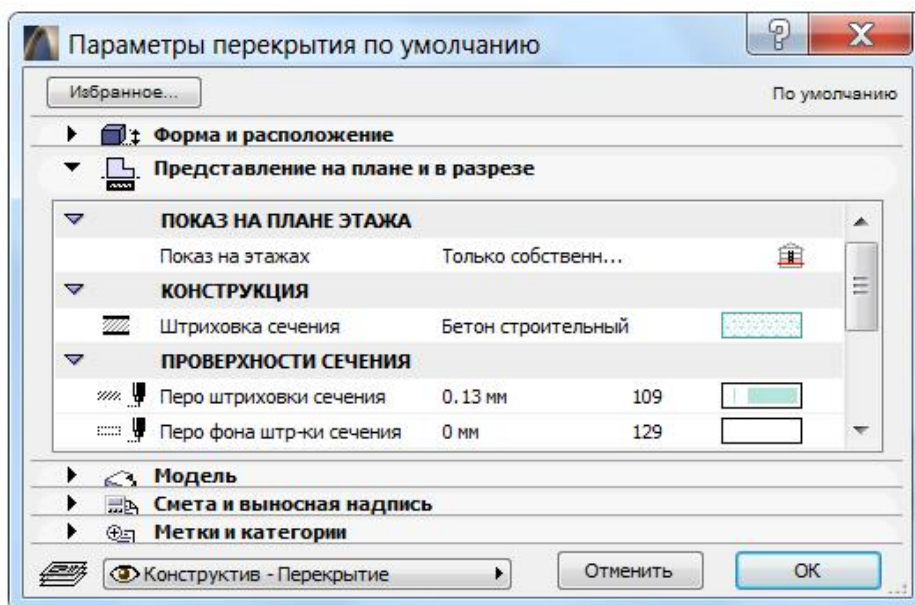 Параметры перекрытия по умолчанию
Избранное... По умолчанию
Форма и расположение
Представление на плане и в разрезе
ПОКАЗ НА ПЛАНЕ ЭТАЖА
Показ на этажах Только собственн...
КОНСТРУКЦИЯ
Штриховка сечения Бетон строительный
ПРОВЕРХНОСТИ СЕЧЕНИЯ
Перо штриховки сечения 0.13 мм 109
Перо фона штр-ки сечения 0 мм 129
Модель
Смета и выносная надпись
Метки и категории
Конструктив - Перекрытие Отменить OK